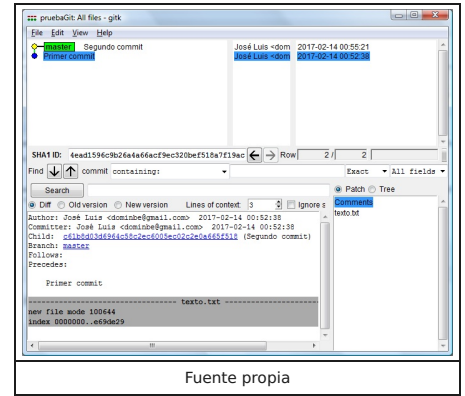 pruebaGit: All files - gitk
File Edit View Help
master Segundo commit José Luis <dom 2017-02-14 00:55:21
Primer commit José Luis <dom 2017-02-14 00:52:38
SHA1 ID: 4ead1596c9b26a4a66acf9ec320bef518a7f19ac Row 2 / 2
Find commit containing: Exact All fields
Search
Diff Old version New version Lines of context: 3 Ignore s
Patch Tree
Author: José Luis <dominbe@gmail.com> 2017-02-14 00:52:38
Committer: José Luis <dominbe@gmail.com> 2017-02-14 00:52:38
Child: c61b8d03d6964c58c2ec6005ec02c2e0a665f518 (Segundo commit)
Branch: master
Follows:
Precedes:
Primer commit
texto.txt
new file mode 100644
index 0000000..e69de29
Comments
texto.txt
Fuente propia